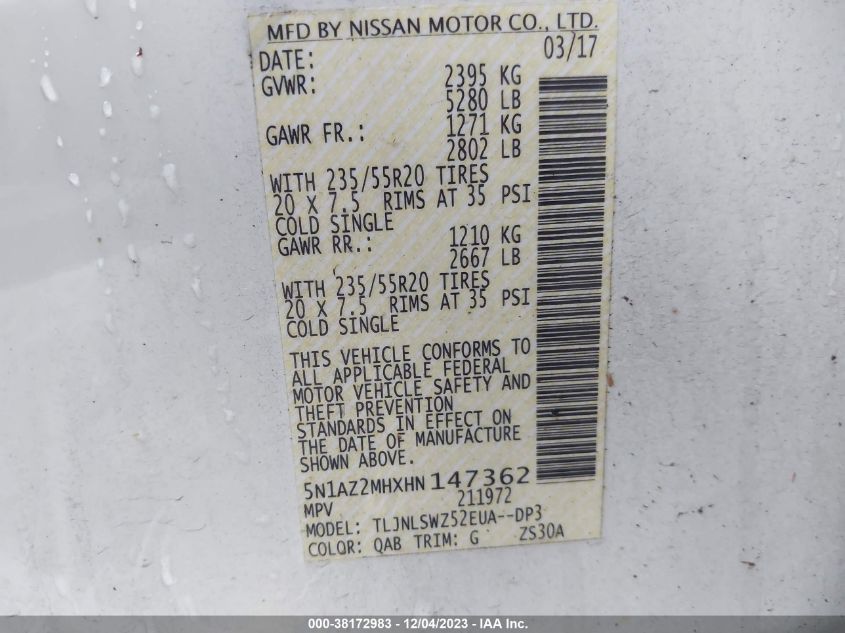 MFD BY NISSAN MOTOR CO., LTD.
DATE: 03/17
GVWR: 2395 KG
5280 LB
GAWR FR.: 1271 KG
2802 LB
WITH 235/55R20 TIRES
20 X 7.5 RIMS AT 35 PSI
COLD SINGLE
GAWR RR.: 1210 KG
2667 LB
WITH 235/55R20 TIRES
20 X 7.5 RIMS AT 35 PSI
COLD SINGLE
THIS VEHICLE CONFORMS TO
ALL APPLICABLE FEDERAL
MOTOR VEHICLE SAFETY AND
THEFT PREVENTION
STANDARDS IN EFFECT ON
THE DATE OF MANUFACTURE
SHOWN ABOVE.
5N1AZ2MHXHN147362
MPV 211972
MODEL: TLJNLSWZ52EUA--DP3
COLOR: QAB TRIM: G ZS30A
000-38172983 - 12/04/2023 - IAA Inc.